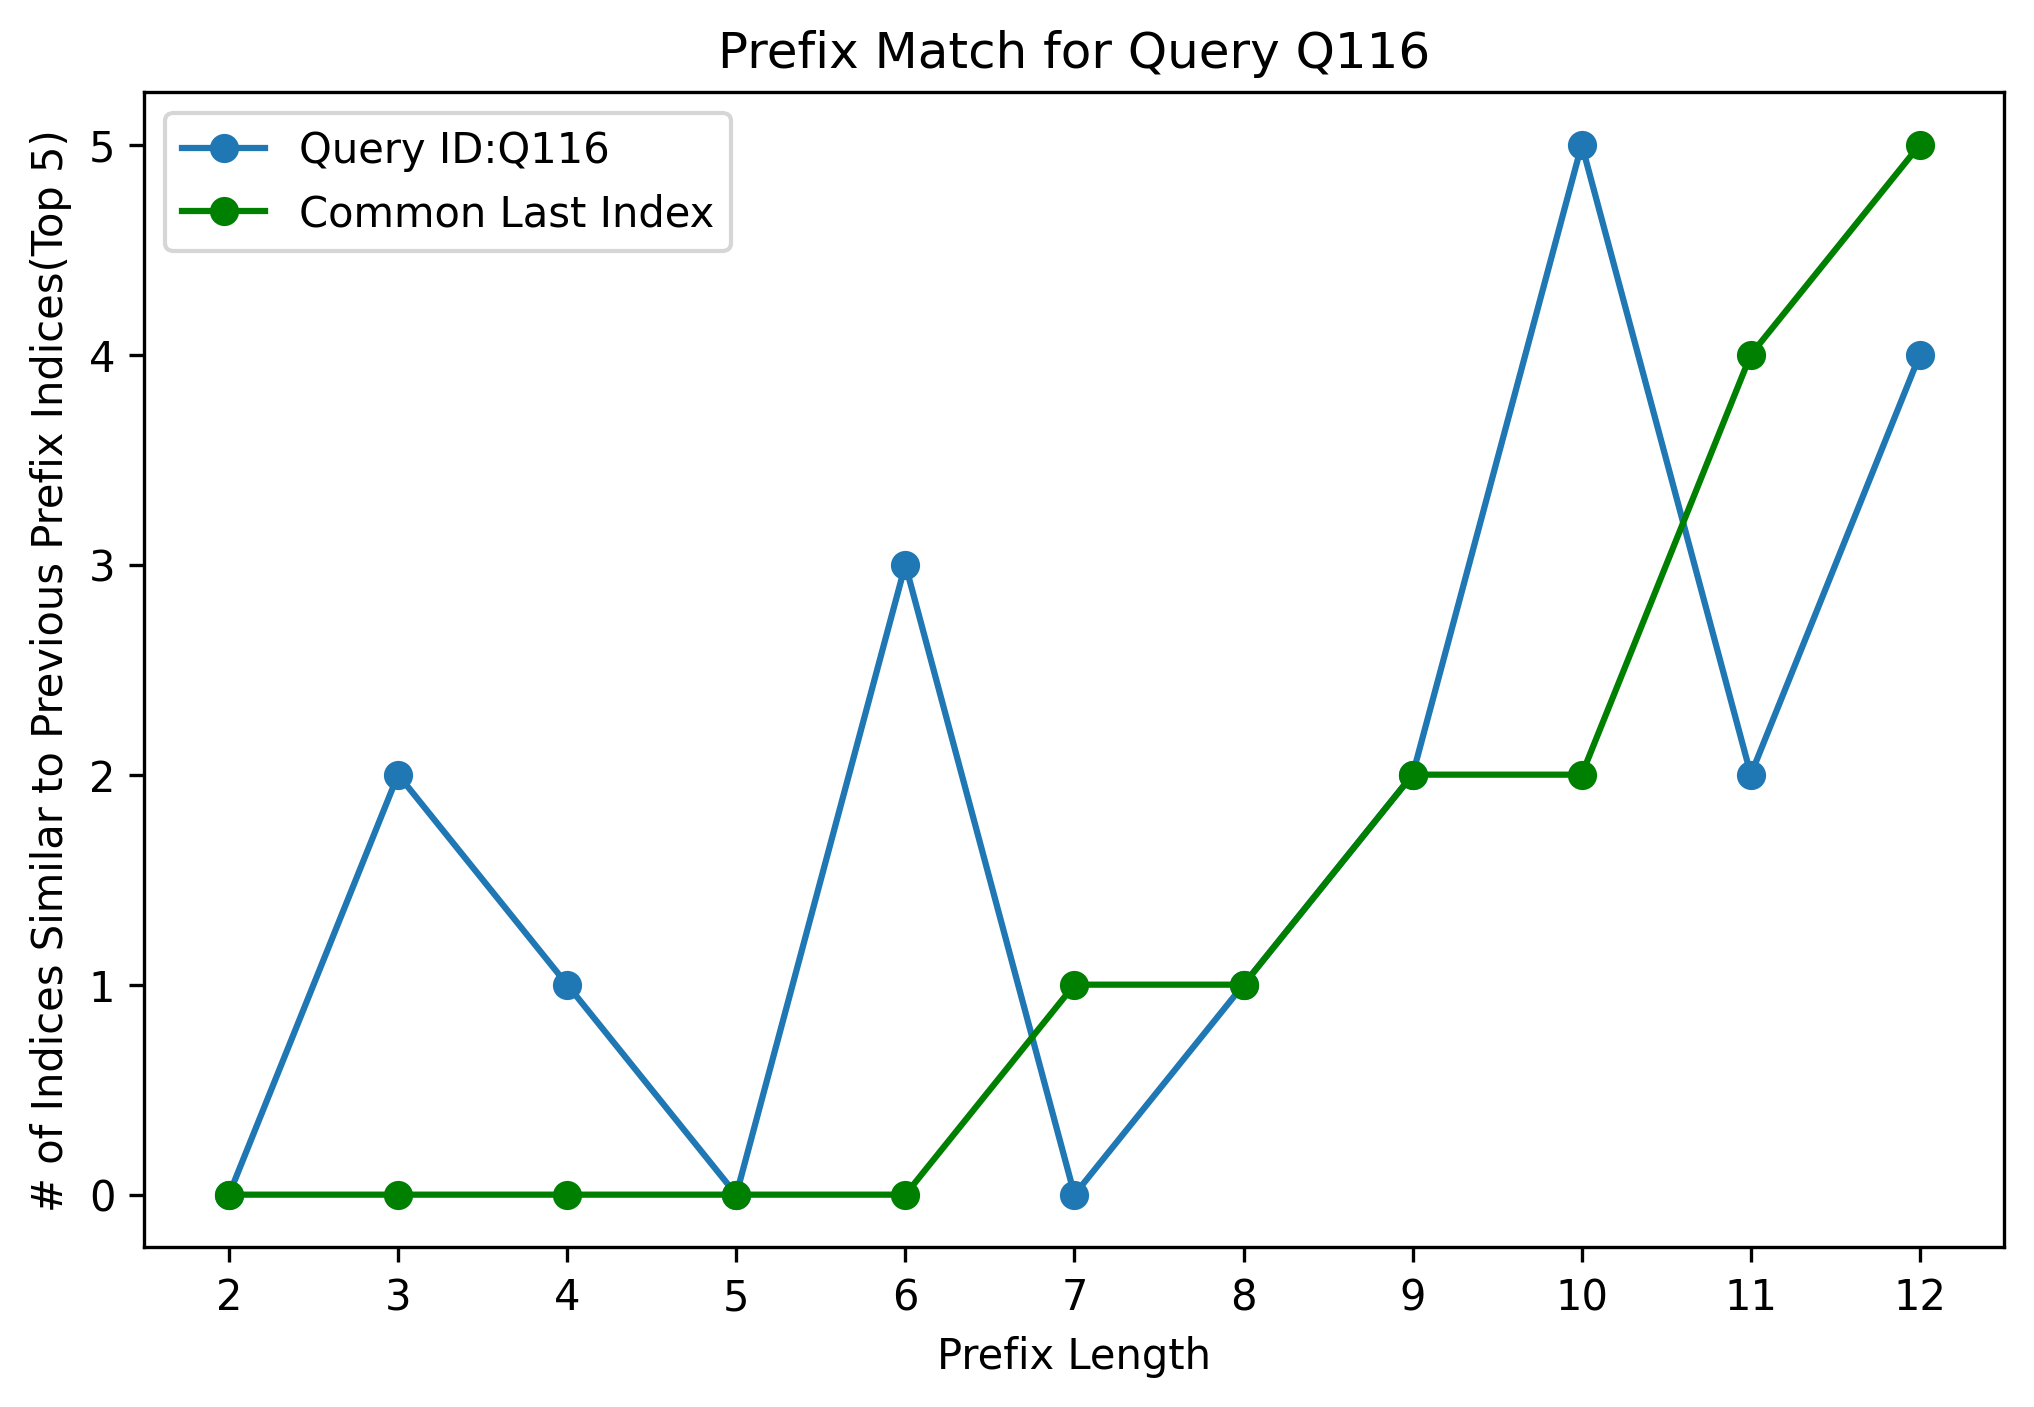 Prefix Match for Query Q116
Query ID:Q116
Common Last Index
# of Indices Similar to Previous Prefix Indices(Top 5)
5
4
3
2
1
0
2 3 4 5 6 7 8 9 10 11 12
Prefix Length